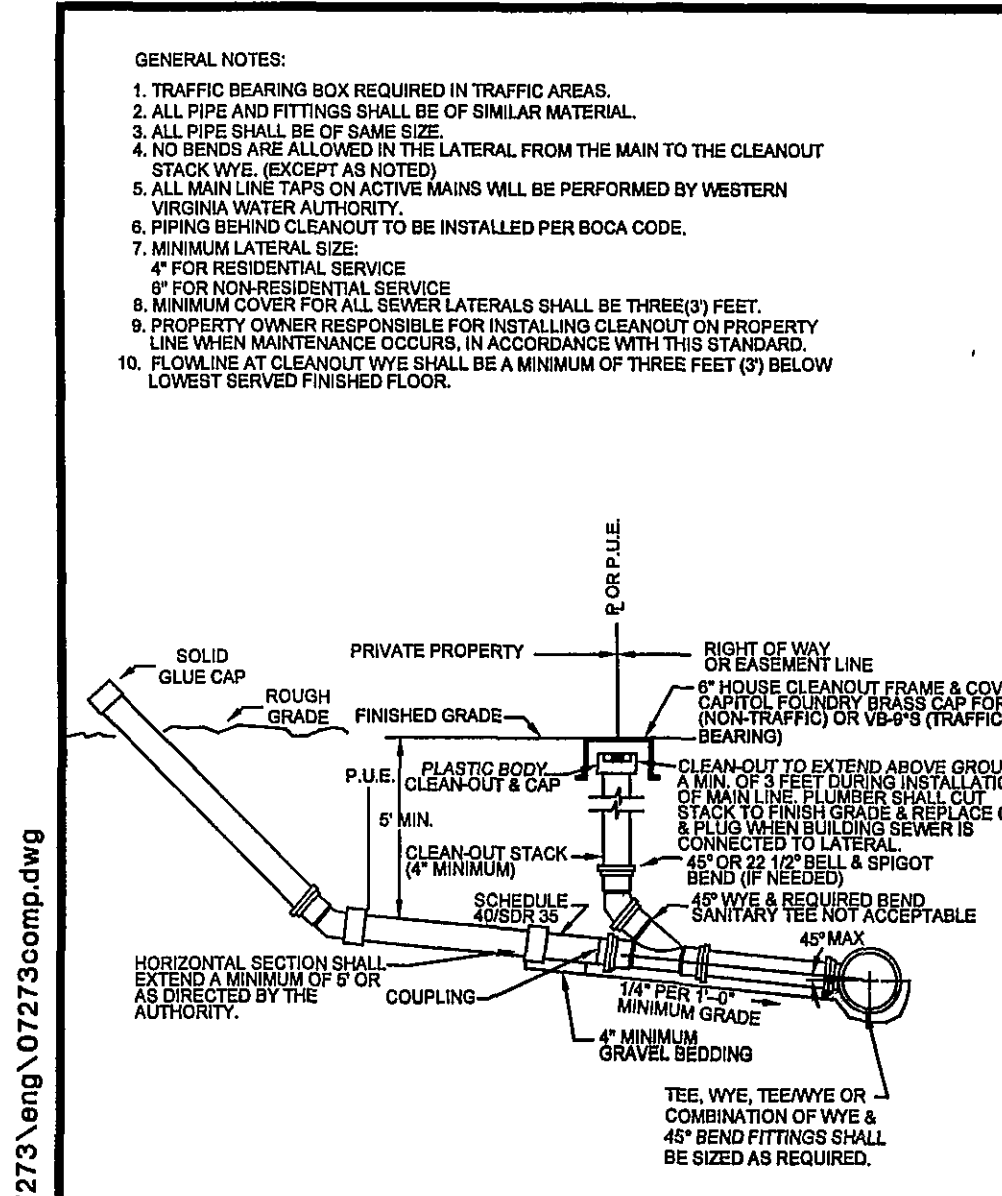 GENERAL NOTES:
1. TRAFFIC BEARING BOX REQUIRED IN TRAFFIC AREAS.
2. ALL PIPE AND FITTINGS SHALL BE OF SIMILAR MATERIAL.
3. ALL PIPE SHALL BE OF SAME SIZE.
4. NO BENDS ARE ALLOWED IN THE LATERAL FROM THE MAIN TO THE CLEANOUT
STACK WYE. (EXCEPT AS NOTED)
5. ALL MAIN LINE TAPS ON ACTIVE MAINS WILL BE PERFORMED BY WESTERN
VIRGINIA WATER AUTHORITY.
6. PIPING BEHIND CLEANOUT TO BE INSTALLED PER BOCA CODE.
7. MINIMUM LATERAL SIZE:
4" FOR RESIDENTIAL SERVICE
6" FOR NON-RESIDENTIAL SERVICE
8. MINIMUM COVER FOR ALL SEWER LATERALS SHALL BE THREE(3') FEET.
9. PROPERTY OWNER RESPONSIBLE FOR INSTALLING CLEANOUT ON PROPERTY
LINE WHEN MAINTENANCE OCCURS, IN ACCORDANCE WITH THIS STANDARD.
10. FLOWLINE AT CLEANOUT WYE SHALL BE A MINIMUM OF THREE FEET (3') BELOW
LOWEST SERVED FINISHED FLOOR.
P OR P.U.E.
SOLID
GLUE CAP
ROUGH
GRADE
PRIVATE PROPERTY
RIGHT OF WAY
OR EASEMENT LINE
FINISHED GRADE
6" HOUSE CLEANOUT FRAME & COV
CAPITOL FOUNDRY BRASS CAP FOR
(NON-TRAFFIC) OR VB-9"S (TRAFFIC
BEARING)
P.U.E.
PLASTIC BODY
CLEAN-OUT & CAP
5' MIN.
CLEAN-OUT TO EXTEND ABOVE GROU
A MIN. OF 3 FEET DURING INSTALLATIO
OF MAIN LINE. PLUMBER SHALL CUT
STACK TO FINISH GRADE & REPLACE
& PLUG WHEN BUILDING SEWER IS
CONNECTED TO LATERAL.
CLEAN-OUT STACK
(4" MINIMUM)
45° OR 22 1/2° BELL & SPIGOT
BEND (IF NEEDED)
SCHEDULE
40/SDR 35
45° WYE & REQUIRED BEND
SANITARY TEE NOT ACCEPTABLE
45° MAX
HORIZONTAL SECTION SHALL
EXTEND A MINIMUM OF 5' OR
AS DIRECTED BY THE
AUTHORITY.
COUPLING
1/4" PER 1'-0"
MINIMUM GRADE
4" MINIMUM
GRAVEL BEDDING
TEE, WYE, TEE/WYE OR
COMBINATION OF WYE &
45° BEND FITTINGS SHALL
BE SIZED AS REQUIRED.
273\eng\07273comp.dwg